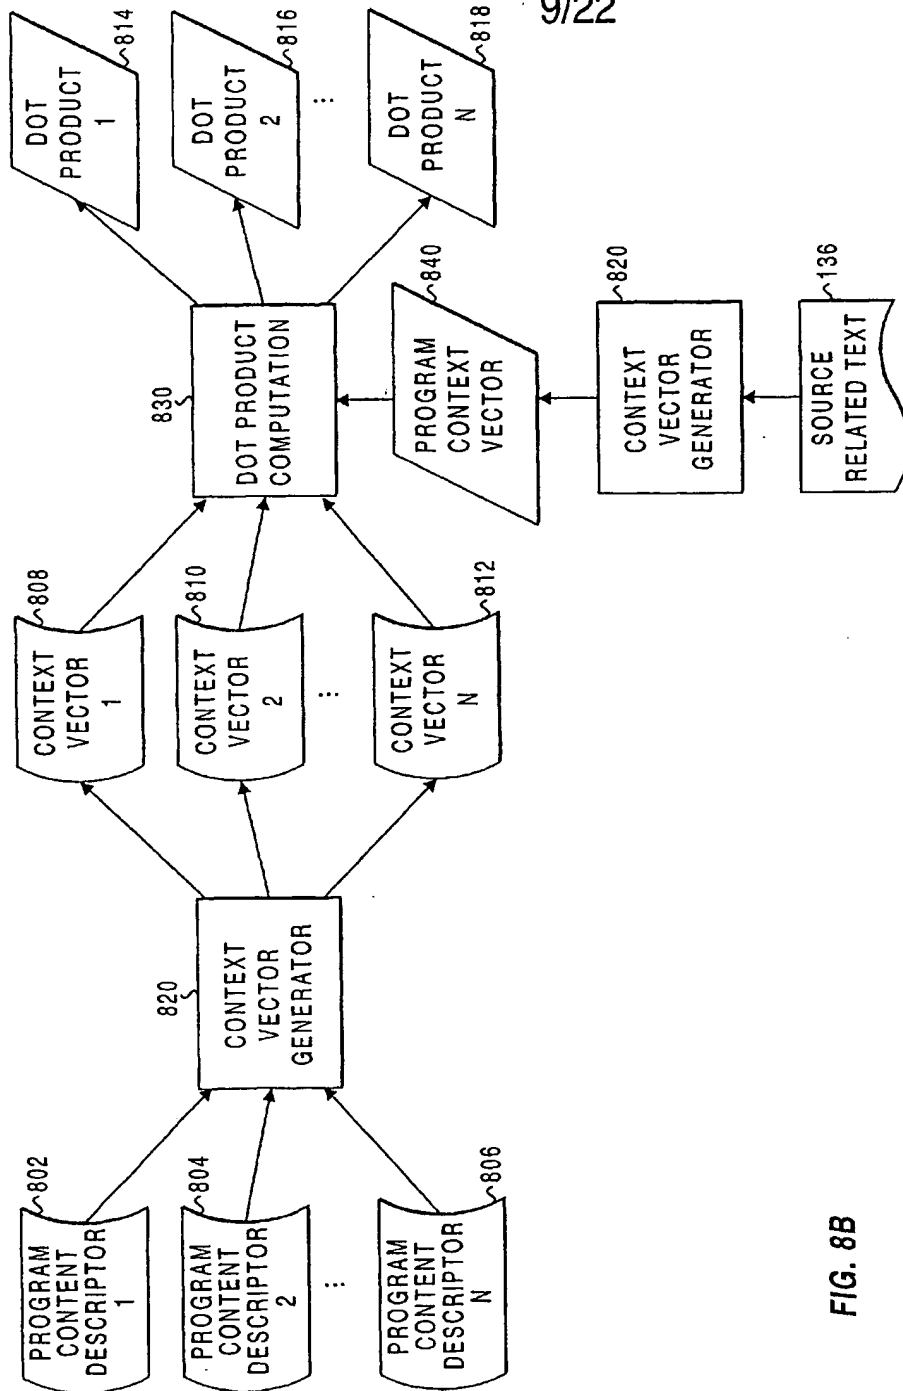 9/22
PROGRAM
CONTENT
DESCRIPTOR
1
802
PROGRAM
CONTENT
DESCRIPTOR
2
804
⋮
PROGRAM
CONTENT
DESCRIPTOR
N
806
820
CONTEXT
VECTOR
GENERATOR
CONTEXT
VECTOR
1
808
CONTEXT
VECTOR
2
810
⋮
CONTEXT
VECTOR
N
812
830
DOT PRODUCT
COMPUTATION
DOT
PRODUCT
1
814
DOT
PRODUCT
2
816
⋮
DOT
PRODUCT
N
818
PROGRAM
CONTEXT
VECTOR
840
CONTEXT
VECTOR
GENERATOR
820
SOURCE
RELATED TEXT
136
FIG. 8B